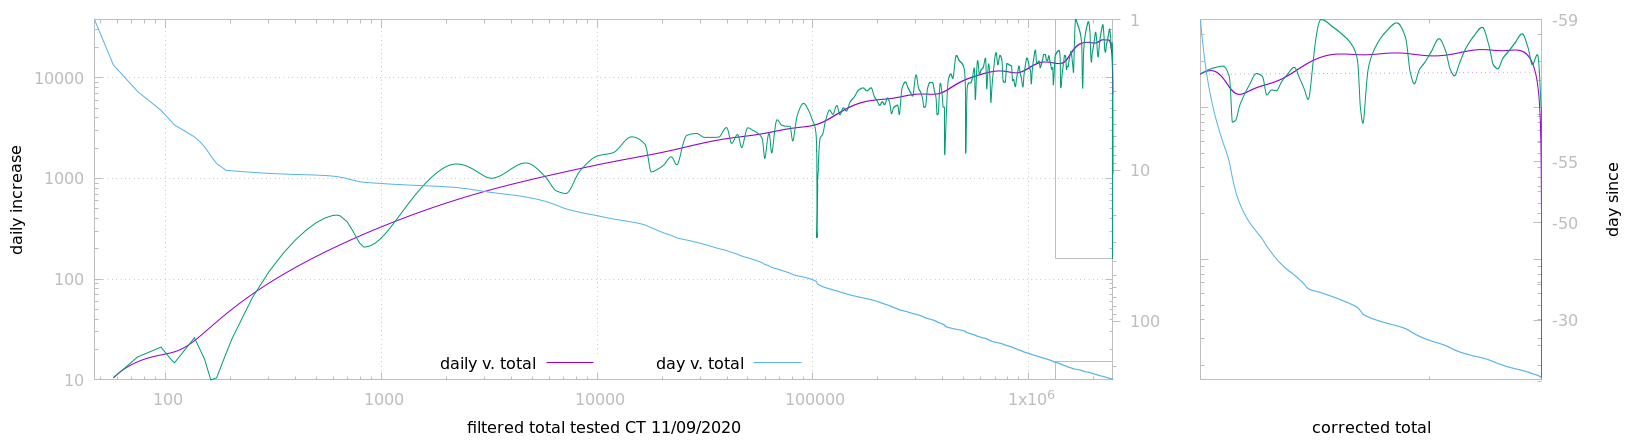 10000
1000
100
10
daily increase
1
10
100
daily v. total
day v. total
100
1000
10000
100000
1x10⁶
filtered total tested CT 11/09/2020
-59
-55
-50
-30
day since
corrected total